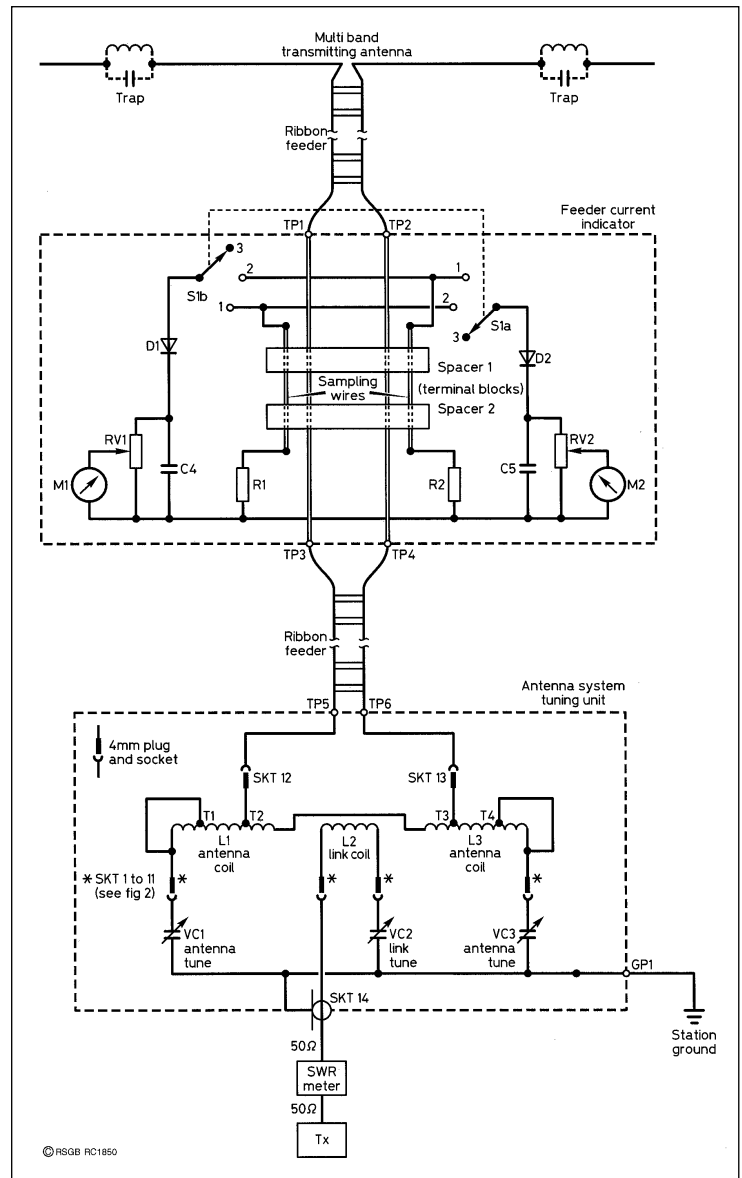 Multi band
transmitting antenna
Trap
Trap
Ribbon
feeder
TP1
TP2
Feeder current
indicator
3
2
1
S1b
1
2
S1a
3
D1
D2
Spacer 1
Sampling
wires
(terminal blocks)
Spacer 2
RV1
RV2
M1
C4
R1
R2
C5
M2
TP3
TP4
Ribbon
feeder
TP5
TP6
Antenna system
tuning unit
4mm plug
and socket
SKT 12
SKT 13
T1
T2
T3
T4
L1
antenna
coil
L2
link coil
L3
antenna
coil
* SKT 1 to 11
(see fig 2)
*
*
*
*
VC1
antenna
tune
VC2
link
tune
VC3
antenna
tune
GP1
SKT 14
Station
ground
50Ω
SWR
meter
50Ω
Tx
© RSGB RC1850